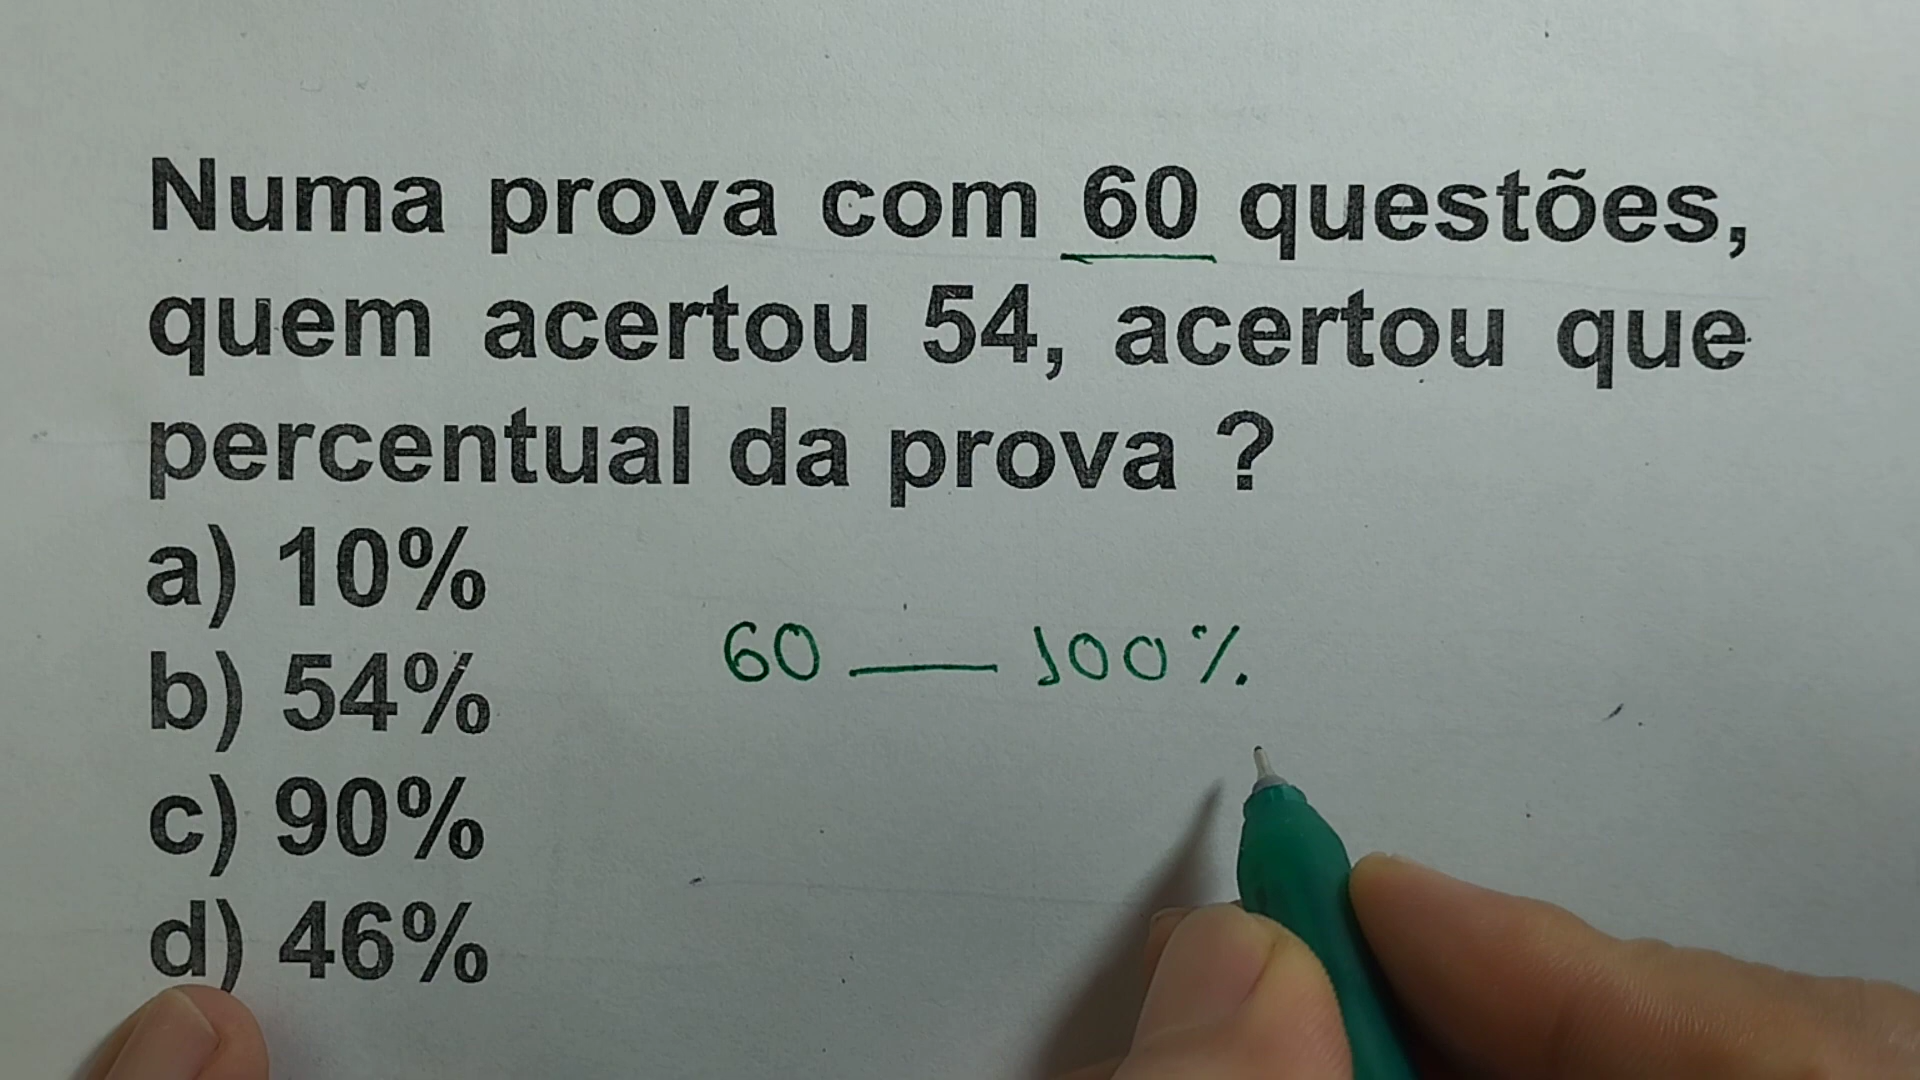 Numa prova com 60 questões,
quem acertou 54, acertou que
percentual da prova ?
a) 10%
b) 54%
c) 90%
d) 46%
60 — 100%